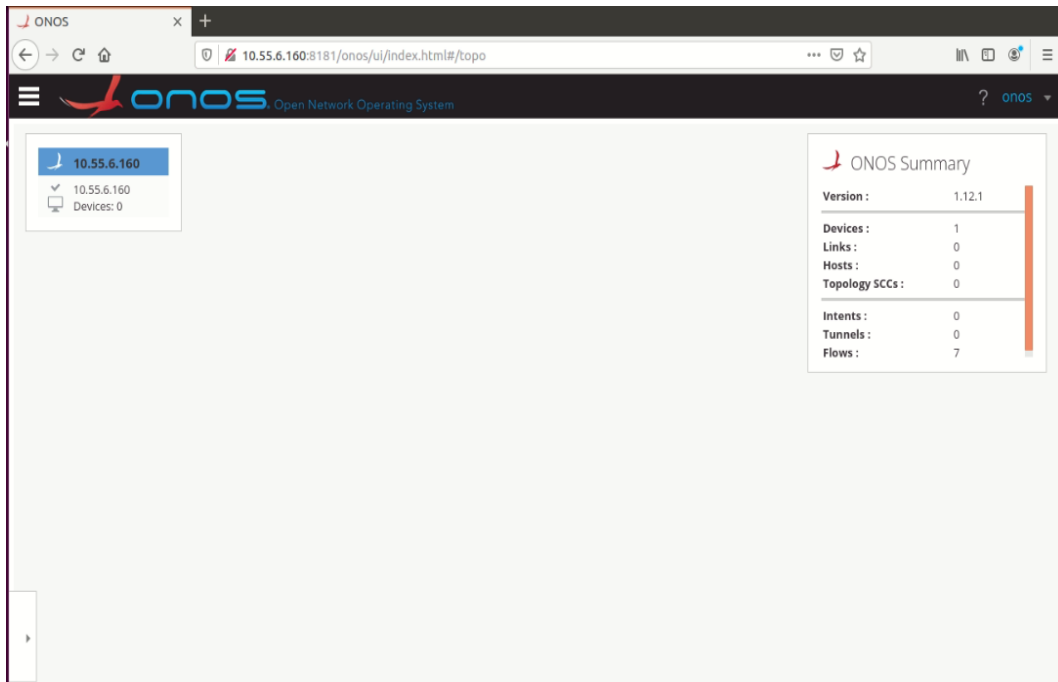 ONOS
10.55.6.160:8181/onos/ui/index.html#/topo
onos. Open Network Operating System
? onos
10.55.6.160
10.55.6.160
Devices: 0
ONOS Summary
Version : 1.12.1
Devices : 1
Links : 0
Hosts : 0
Topology SCCs : 0
Intents : 0
Tunnels : 0
Flows : 7